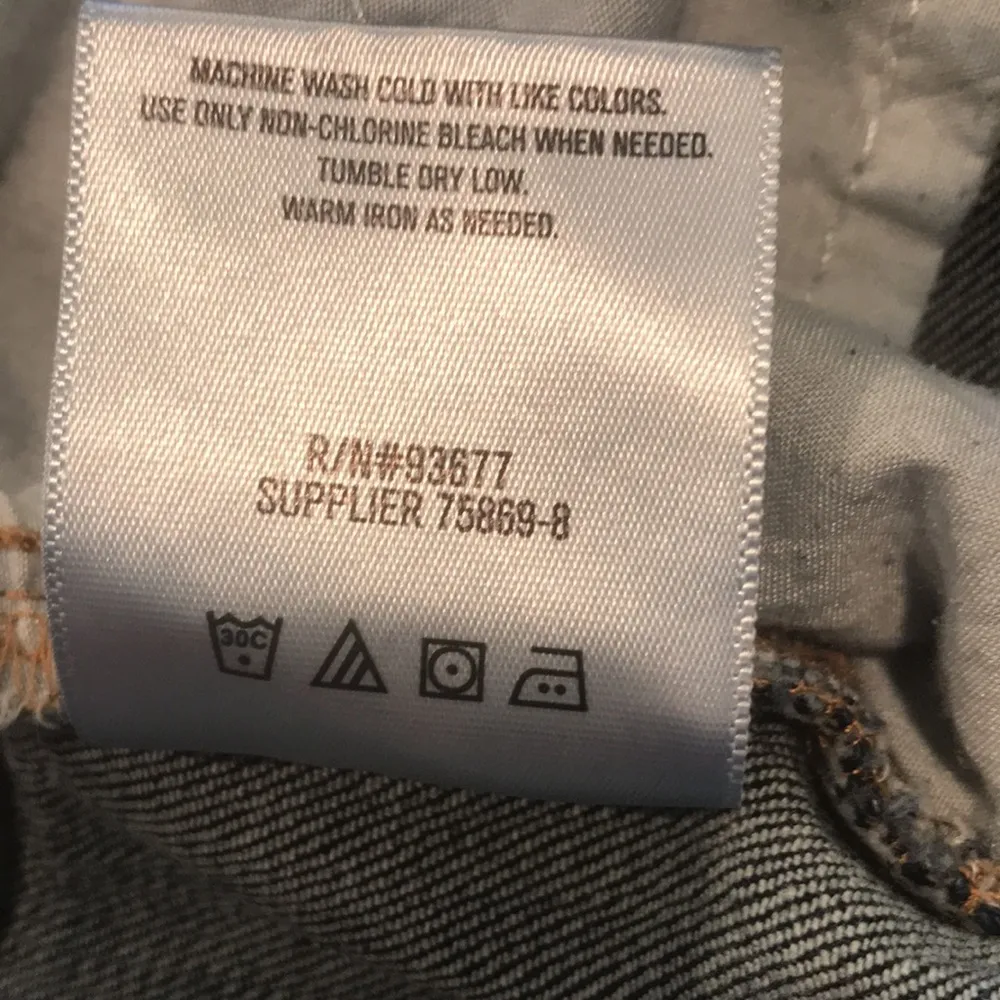 MACHINE WASH COLD WITH LIKE COLORS.
USE ONLY NON-CHLORINE BLEACH WHEN NEEDED.
TUMBLE DRY LOW.
WARM IRON AS NEEDED.
R/N#93677
SUPPLIER 75869-8
30C